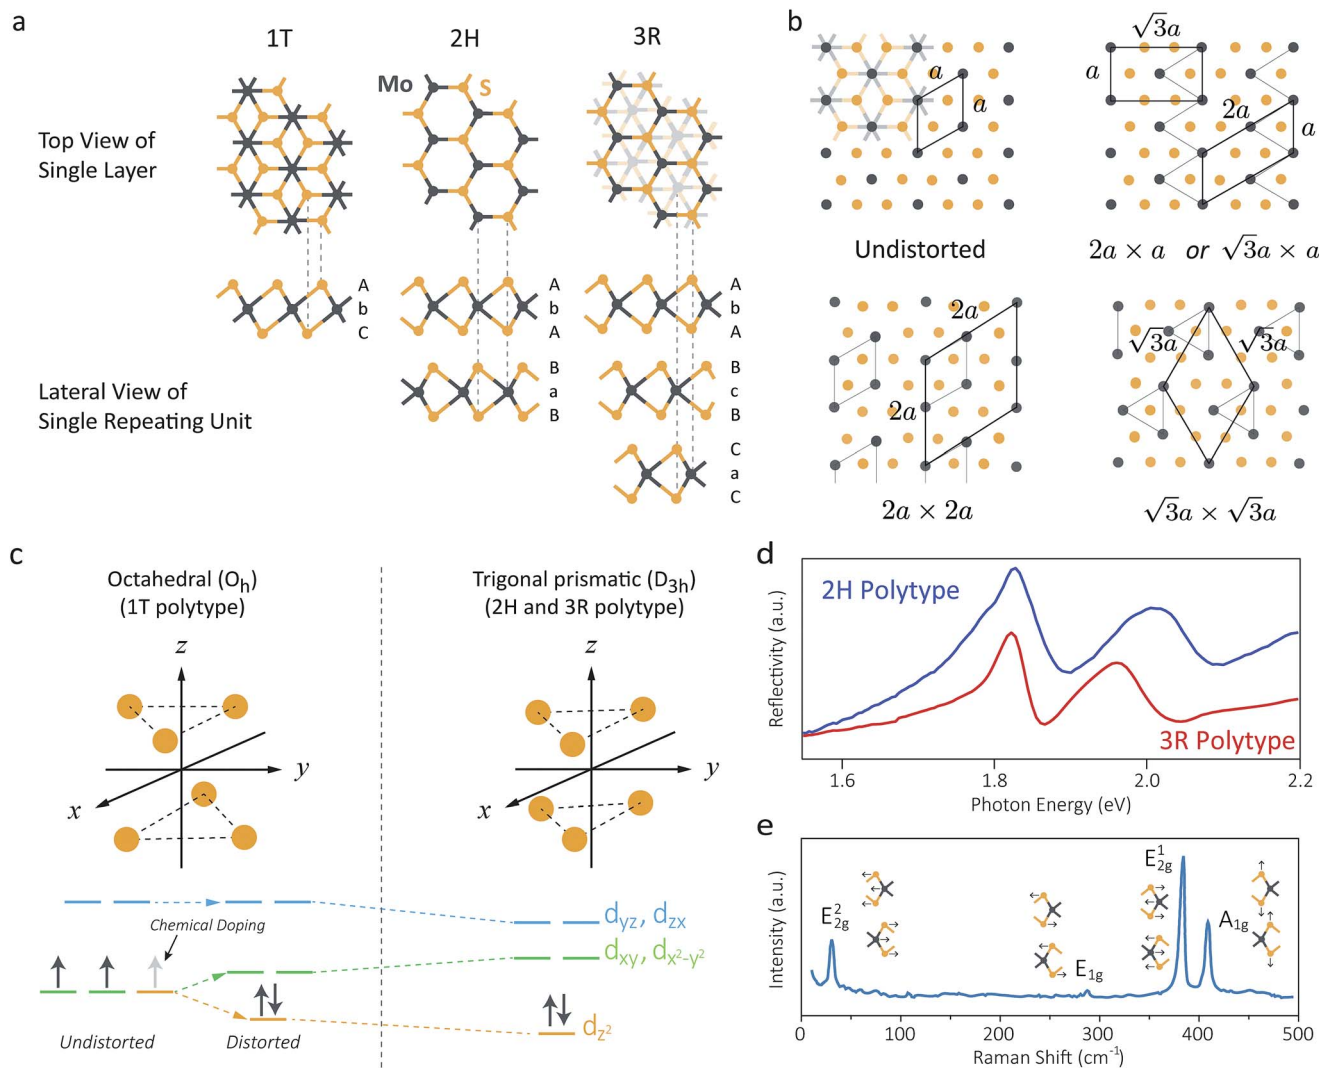 a
1T
2H
3R
Mo
S
Top View of
Single Layer
A
b
C
A
b
A
A
b
A
Lateral View of
Single Repeating Unit
B
a
B
B
c
B
C
a
C
b
a
a
Undistorted
√3a
a
2a
a
2a × a or √3a × a
2a
2a
2a × 2a
√3a
√3a
√3a × √3a
c
Octahedral (Oh)
(1T polytype)
Trigonal prismatic (D3h)
(2H and 3R polytype)
z
y
x
z
y
x
Chemical Doping
Undistorted
Distorted
dyz, dzx
dxy, dx²-y²
dz²
d
2H Polytype
3R Polytype
Reflectivity (a.u.)
1.6
1.8
2.0
2.2
Photon Energy (eV)
e
Intensity (a.u.)
E²2g
E1g
E¹2g
A1g
0
100
200
300
400
500
Raman Shift (cm⁻¹)